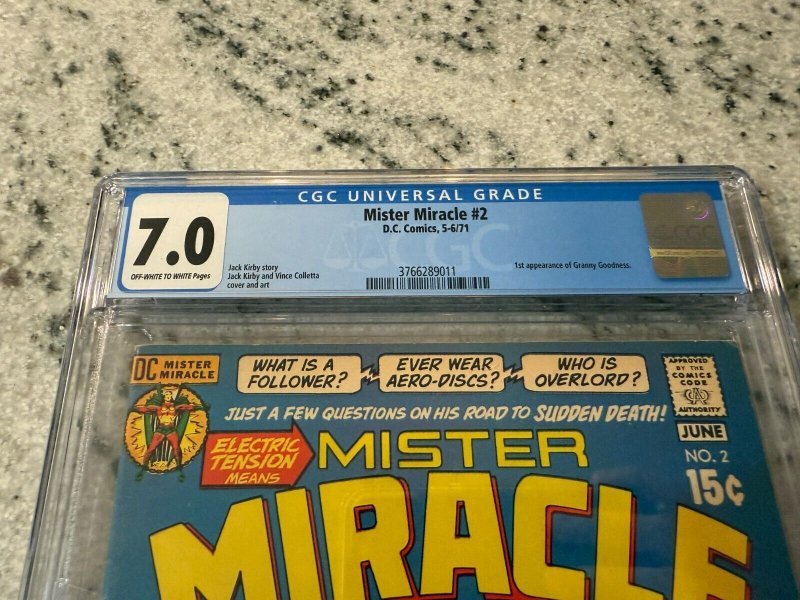 CGC UNIVERSAL GRADE
7.0
OFF-WHITE TO WHITE Pages
Mister Miracle #2
D.C. Comics, 5-6/71
CGC
Jack Kirby story
Jack Kirby and Vince Colletta
cover and art
3766289011
1st appearance of Granny Goodness.
CGC
DC MISTER
MIRACLE
WHAT IS A
FOLLOWER?
EVER WEAR
AERO-DISCS?
WHO IS
OVERLORD?
APPROVED
BY THE
COMICS
CODE
CA
AUTHORITY
JUST A FEW QUESTIONS ON HIS ROAD TO SUDDEN DEATH!
ELECTRIC
TENSION
MEANS
MISTER
MIRACLE
JUNE
NO. 2
15¢